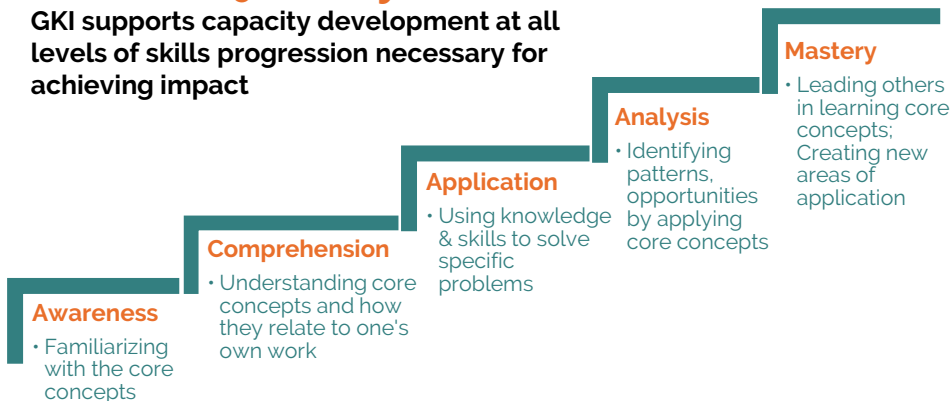 GKI supports capacity development at all
levels of skills progression necessary for
achieving impact
Mastery
• Leading others
in learning core
concepts;
Creating new
areas of
application
Analysis
• Identifying
patterns,
opportunities
by applying
core concepts
Application
• Using knowledge
& skills to solve
specific
problems
Comprehension
• Understanding core
concepts and how
they relate to one's
own work
Awareness
• Familiarizing
with the core
concepts